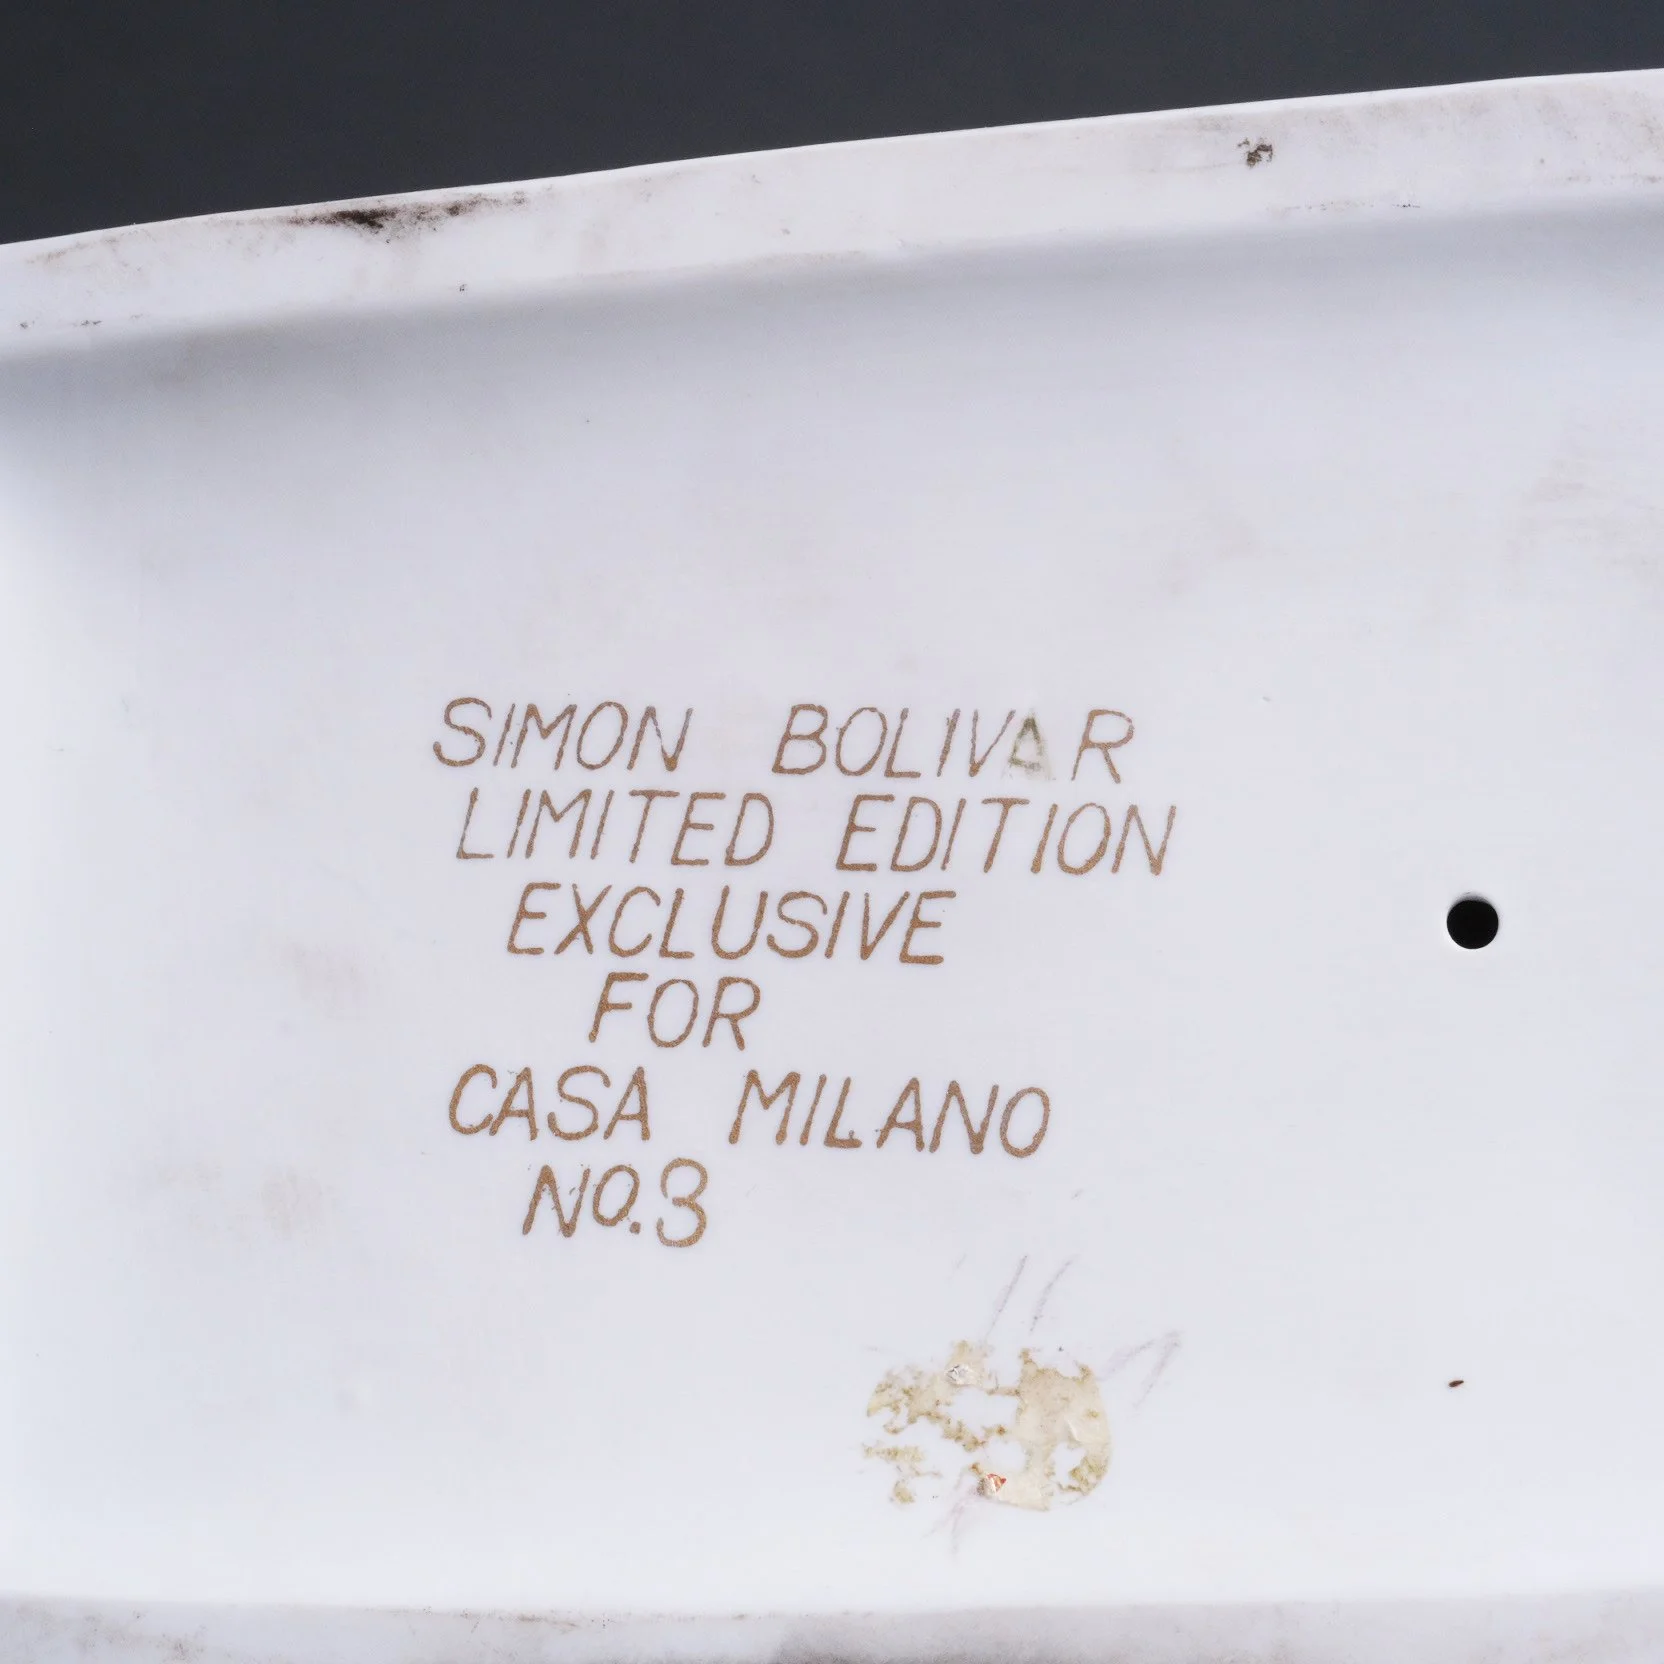 SIMON BOLIVAR
LIMITED EDITION
EXCLUSIVE
FOR
CASA MILANO
NO.3